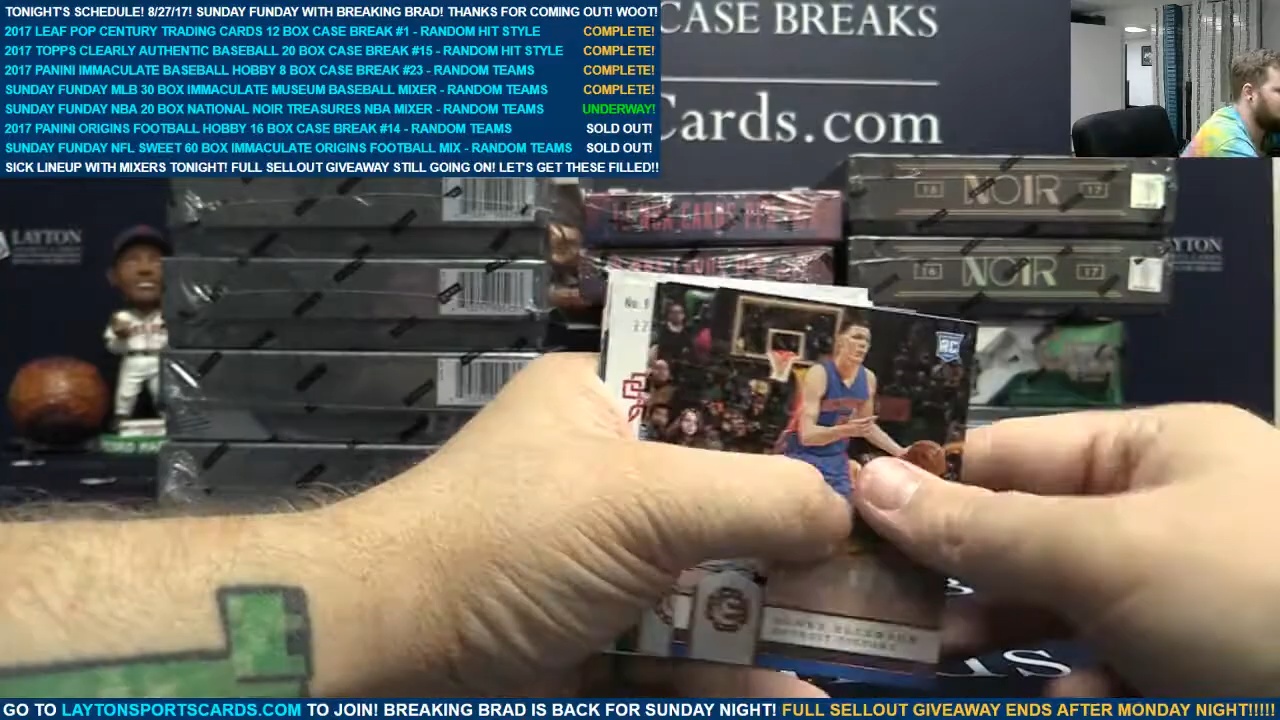 TONIGHT'S SCHEDULE! 8/27/17! SUNDAY FUNDAY WITH BREAKING BRAD! THANKS FOR COMING OUT! WOOT!
2017 LEAF POP CENTURY TRADING CARDS 12 BOX CASE BREAK #1 - RANDOM HIT STYLE COMPLETE!
2017 TOPPS CLEARLY AUTHENTIC BASEBALL 20 BOX CASE BREAK #15 - RANDOM HIT STYLE COMPLETE!
2017 PANINI IMMACULATE BASEBALL HOBBY 8 BOX CASE BREAK #23 - RANDOM TEAMS COMPLETE!
SUNDAY FUNDAY MLB 30 BOX IMMACULATE MUSEUM BASEBALL MIXER - RANDOM TEAMS COMPLETE!
SUNDAY FUNDAY NBA 20 BOX NATIONAL NOIR TREASURES NBA MIXER - RANDOM TEAMS UNDERWAY!
2017 PANINI ORIGINS FOOTBALL HOBBY 16 BOX CASE BREAK #14 - RANDOM TEAMS SOLD OUT!
SUNDAY FUNDAY NFL SWEET 60 BOX IMMACULATE ORIGINS FOOTBALL MIX - RANDOM TEAMS SOLD OUT!
SICK LINEUP WITH MIXERS TONIGHT! FULL SELLOUT GIVEAWAY STILL GOING ON! LET'S GET THESE FILLED!!
CASE BREAKS
Cards.com
16 NOIR 17
16 NOIR 17
LAYTON
RC
GO TO LAYTONSPORTSCARDS.COM TO JOIN! BREAKING BRAD IS BACK FOR SUNDAY NIGHT! FULL SELLOUT GIVEAWAY ENDS AFTER MONDAY NIGHT!!!!!